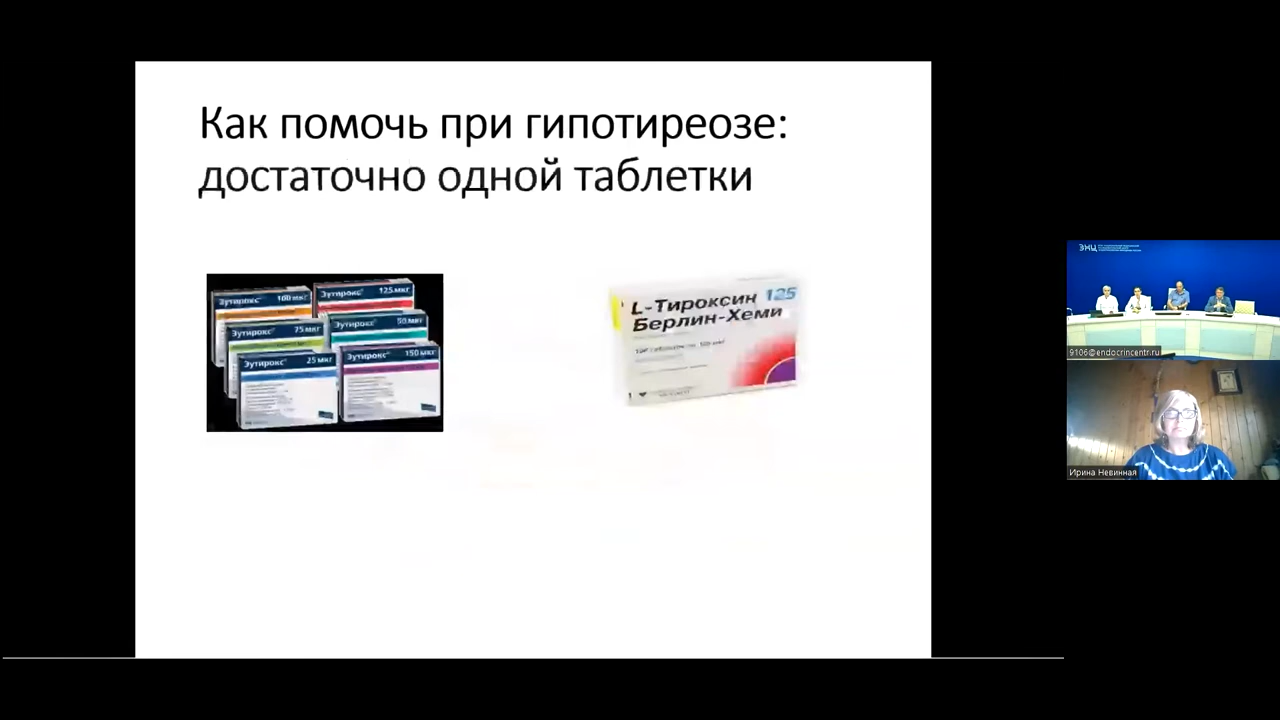 Как помочь при гипотиреозе:
достаточно одной таблетки
Эутирокс® 100 мкг
Эутирокс® 125 мкг
Эутирокс® 75 мкг
Эутирокс® 50 мкг
Эутирокс® 25 мкг
Эутирокс® 150 мкг
L-Тироксин 125
Берлин-Хеми
ЭНЦ
9106@endocrincentr.ru
Ирина Невинная